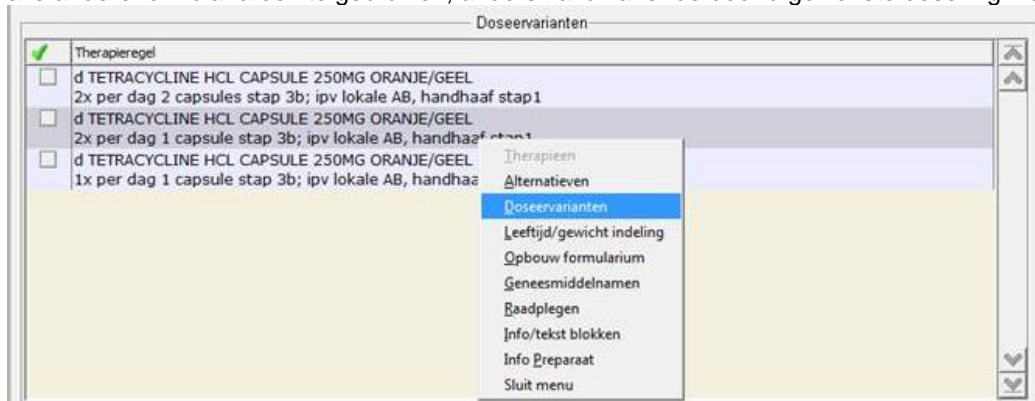 Doseervarianten
Therapieregel
d TETRACYCLINE HCL CAPSULE 250MG ORANJE/GEEL
2x per dag 2 capsules stap 3b; ipv lokale AB, handhaaf stap1
d TETRACYCLINE HCL CAPSULE 250MG ORANJE/GEEL
2x per dag 1 capsule stap 3b; ipv lokale AB, handhaaf stap1
d TETRACYCLINE HCL CAPSULE 250MG ORANJE/GEEL
1x per dag 1 capsule stap 3b; ipv lokale AB, handhaa
Therapieen
Alternatieven
Doseervarianten
Leeftijd/gewicht indeling
Opbouw formularium
Geneesmiddelnamen
Raadplegen
Info/tekst blokken
Info Preparaat
Sluit menu